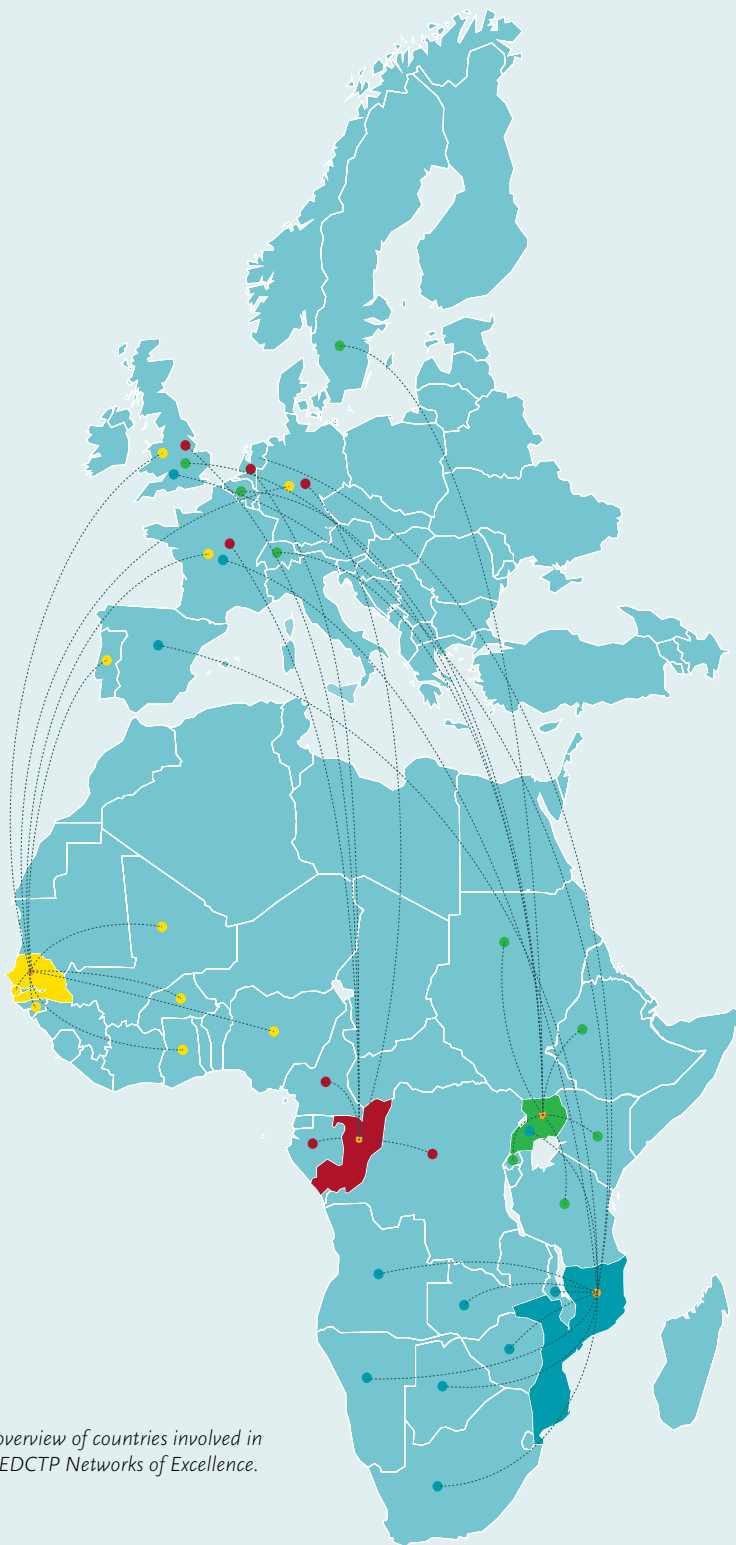 overview of countries involved in
EDCTP Networks of Excellence.